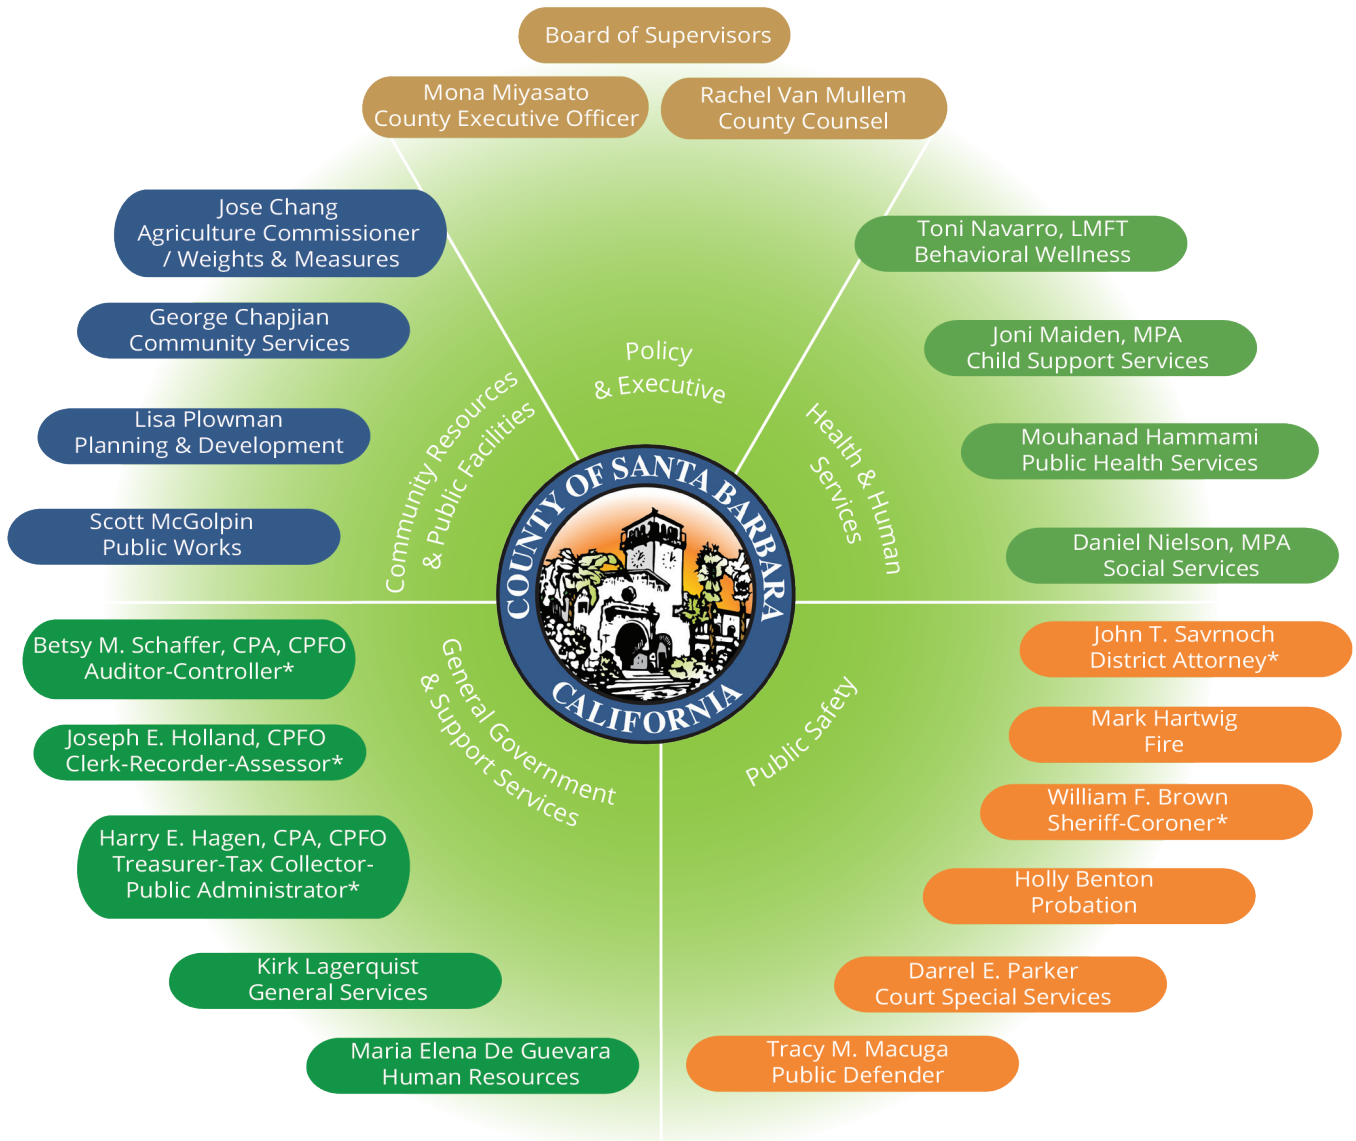 Board of Supervisors
Mona Miyasato
County Executive Officer
Rachel Van Mullem
County Counsel
Jose Chang
Agriculture Commissioner
/ Weights & Measures
George Chapjian
Community Services
Lisa Plowman
Planning & Development
Scott McGolpin
Public Works
Toni Navarro, LMFT
Behavioral Wellness
Joni Maiden, MPA
Child Support Services
Mouhanad Hammami
Public Health Services
Daniel Nielson, MPA
Social Services
Policy
& Executive
Community Resources
& Public Facilities
Health & Human
Services
COUNTY OF SANTA BARBARA
CALIFORNIA
General Government
& Support Services
Public Safety
Betsy M. Schaffer, CPA, CPFO
Auditor-Controller*
Joseph E. Holland, CPFO
Clerk-Recorder-Assessor*
Harry E. Hagen, CPA, CPFO
Treasurer-Tax Collector-
Public Administrator*
Kirk Lagerquist
General Services
Maria Elena De Guevara
Human Resources
John T. Savrnoch
District Attorney*
Mark Hartwig
Fire
William F. Brown
Sheriff-Coroner*
Holly Benton
Probation
Darrel E. Parker
Court Special Services
Tracy M. Macuga
Public Defender